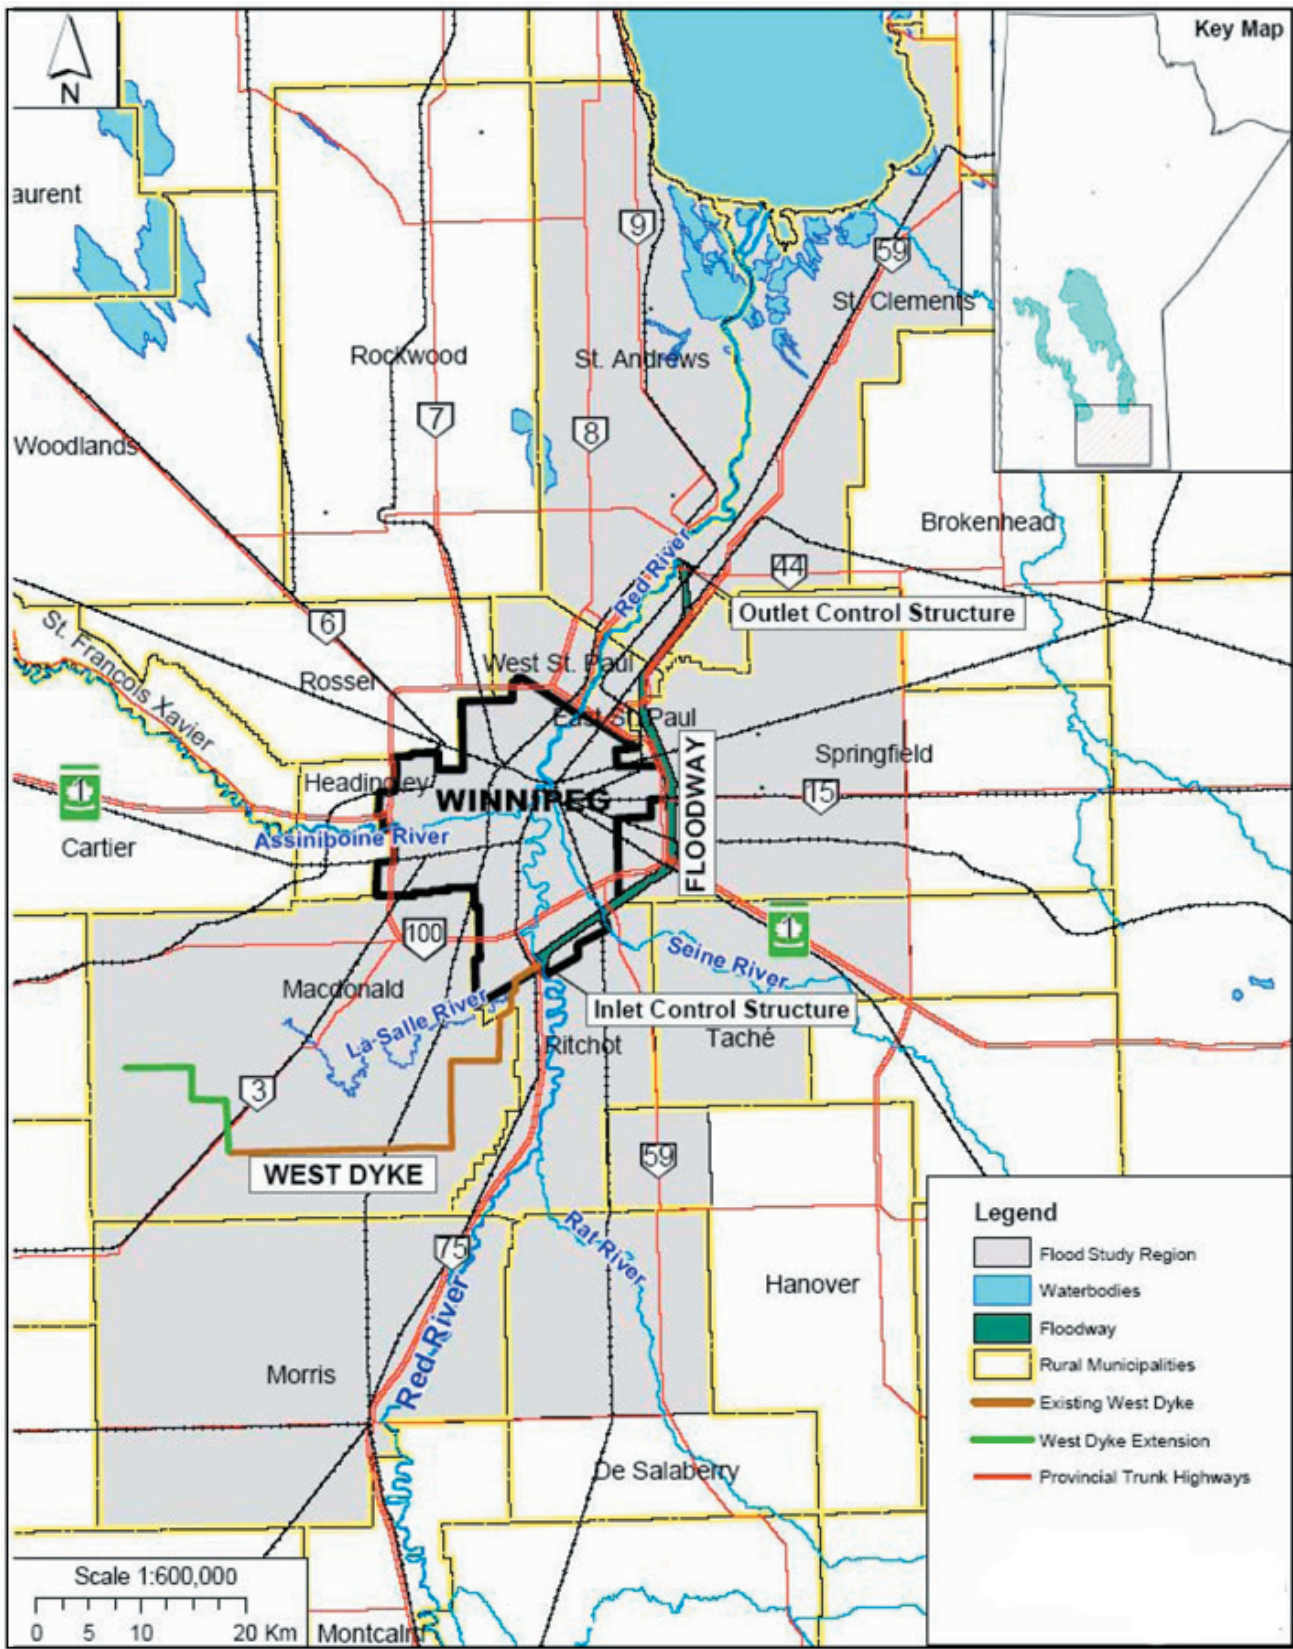 Key Map
N
aurent
9
59
St. Clements
Rockwood
St. Andrews
7
8
Woodlands
Brokenhead
Red River
44
Outlet Control Structure
6
St. Francois Xavier
West St. Paul
Rosser
East St. Paul
FLOODWAY
Springfield
1
Headingley
WINNIPEG
15
Assiniboine River
Cartier
100
1
Seine River
Macdonald
La Salle River
Inlet Control Structure
Ritchot
Taché
3
59
WEST DYKE
75
Rat River
Red River
Hanover
Morris
De Salaberry
Legend
Flood Study Region
Waterbodies
Floodway
Rural Municipalities
Existing West Dyke
West Dyke Extension
Provincial Trunk Highways
Scale 1:600,000
0 5 10 20 Km
Montcalm